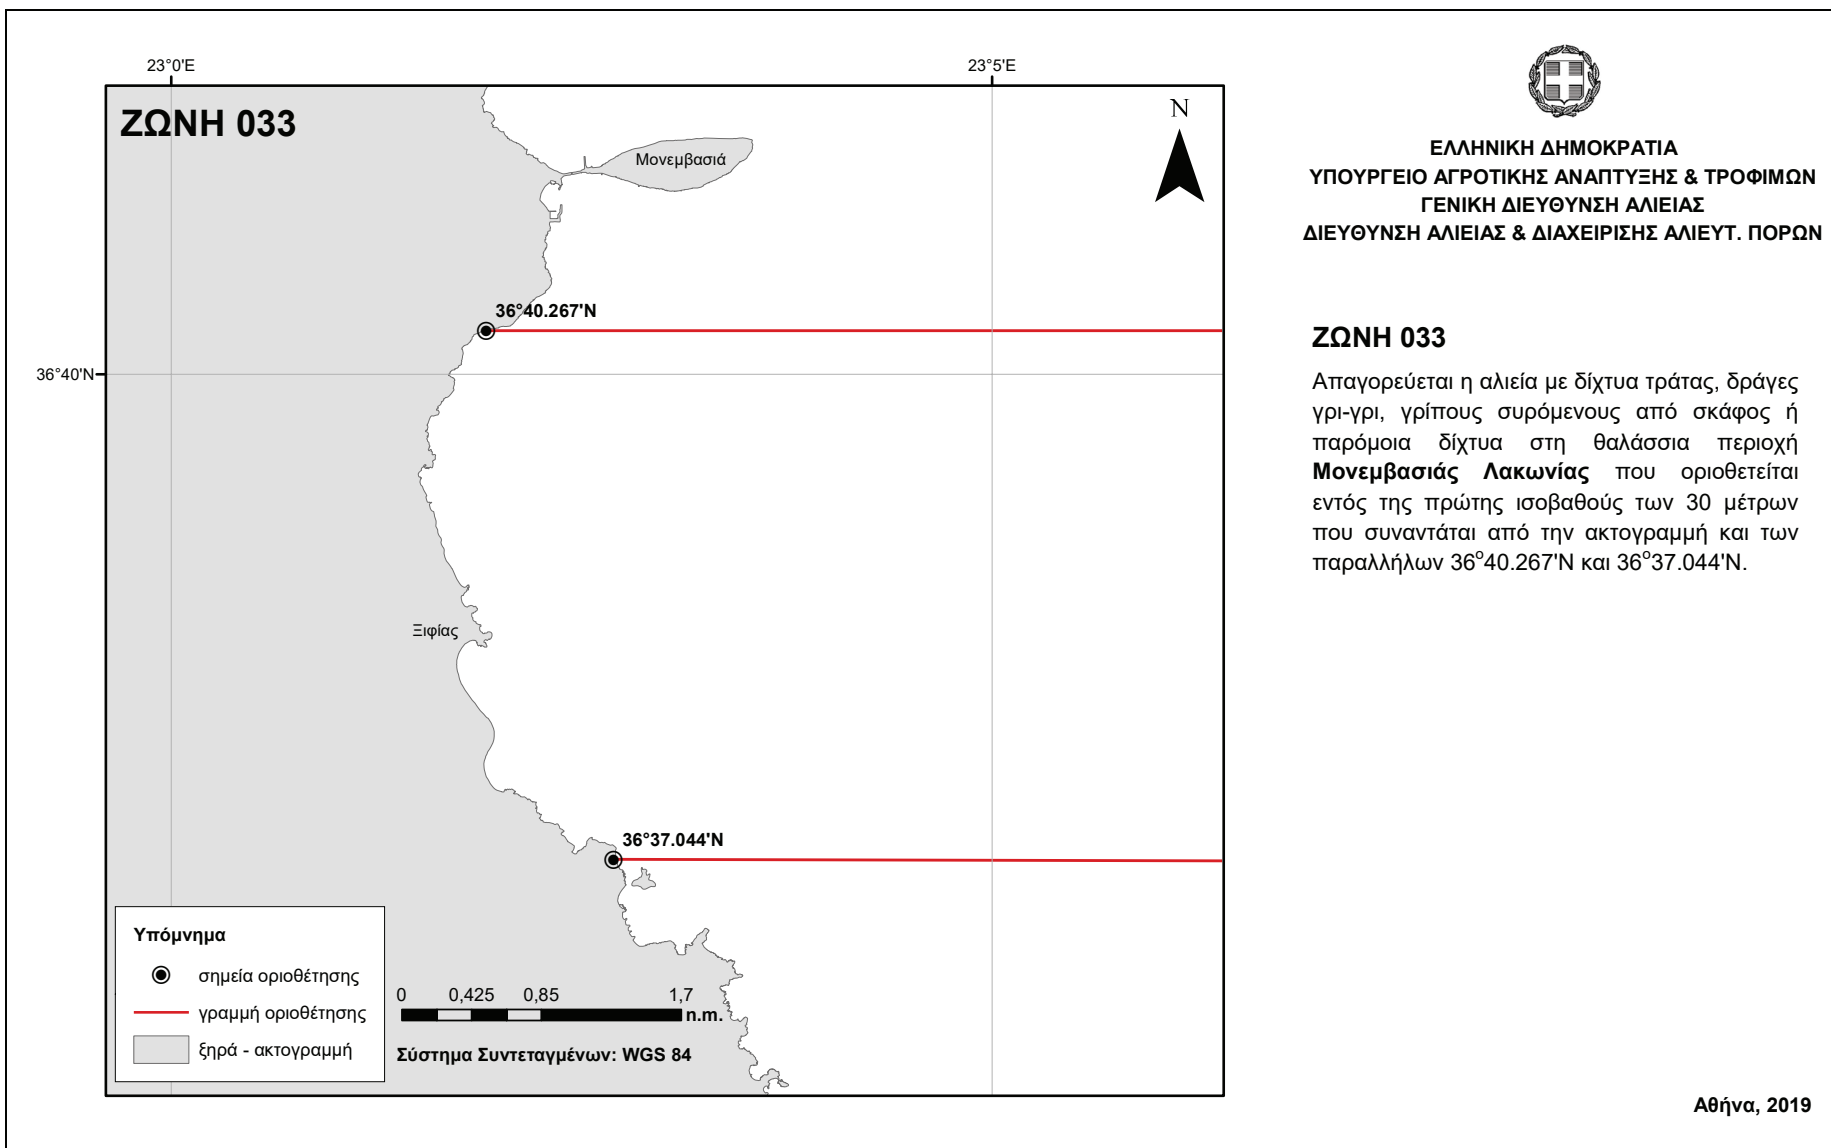 23°0'E
23°5'E
ΖΩΝΗ 033
N
Μονεμβασιά
36°40.267'N
36°40'N
Ξιφίας
36°37.044'N
Υπόμνημα
σημεία οριοθέτησης
γραμμή οριοθέτησης
ξηρά - ακτογραμμή
0 0,425 0,85 1,7
n.m.
Σύστημα Συντεταγμένων: WGS 84
ΕΛΛΗΝΙΚΗ ΔΗΜΟΚΡΑΤΙΑ
ΥΠΟΥΡΓΕΙΟ ΑΓΡΟΤΙΚΗΣ ΑΝΑΠΤΥΞΗΣ & ΤΡΟΦΙΜΩΝ
ΓΕΝΙΚΗ ΔΙΕΥΘΥΝΣΗ ΑΛΙΕΙΑΣ
ΔΙΕΥΘΥΝΣΗ ΑΛΙΕΙΑΣ & ΔΙΑΧΕΙΡΙΣΗΣ ΑΛΙΕΥΤ. ΠΟΡΩΝ
ΖΩΝΗ 033
Απαγορεύεται η αλιεία με δίχτυα τράτας, δράγες
γρι-γρι, γρίπους συρόμενους από σκάφος ή
παρόμοια δίχτυα στη θαλάσσια περιοχή
Μονεμβασιάς Λακωνίας που οριοθετείται
εντός της πρώτης ισοβαθούς των 30 μέτρων
που συναντάται από την ακτογραμμή και των
παραλλήλων 36°40.267'N και 36°37.044'N.
Αθήνα, 2019